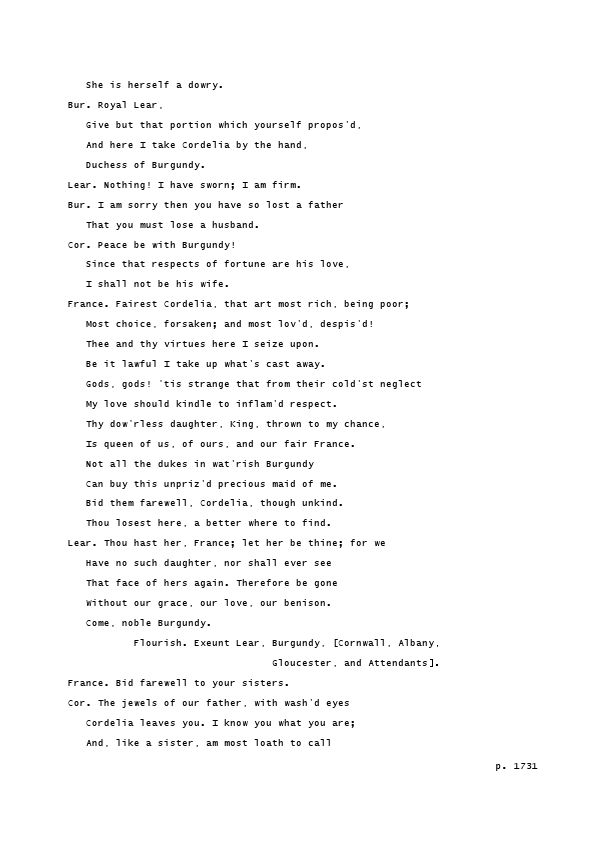 She is herself a dowry.
Bur. Royal Lear,
Give but that portion which yourself propos'd,
And here I take Cordelia by the hand,
Duchess of Burgundy.
Lear. Nothing! I have sworn; I am firm.
Bur. I am sorry then you have so lost a father
That you must lose a husband.
Cor. Peace be with Burgundy!
Since that respects of fortune are his love,
I shall not be his wife.
France. Fairest Cordelia, that art most rich, being poor;
Most choice, forsaken; and most lov'd, despis'd!
Thee and thy virtues here I seize upon.
Be it lawful I take up what's cast away.
Gods, gods! 'tis strange that from their cold'st neglect
My love should kindle to inflam'd respect.
Thy dow'rless daughter, King, thrown to my chance,
Is queen of us, of ours, and our fair France.
Not all the dukes in wat'rish Burgundy
Can buy this unpriz'd precious maid of me.
Bid them farewell, Cordelia, though unkind.
Thou losest here, a better where to find.
Lear. Thou hast her, France; let her be thine; for we
Have no such daughter, nor shall ever see
That face of hers again. Therefore be gone
Without our grace, our love, our benison.
Come, noble Burgundy.
Flourish. Exeunt Lear, Burgundy, [Cornwall, Albany,
Gloucester, and Attendants].
France. Bid farewell to your sisters.
Cor. The jewels of our father, with wash'd eyes
Cordelia leaves you. I know you what you are;
And, like a sister, am most loath to call
p. 1731